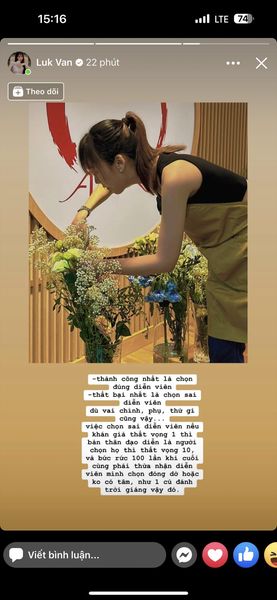 15:16
LTE 74
Luk Van 22 phút
Theo dõi
-thành công nhất là chọn
đúng diễn viên
-thất bại nhất là chọn sai
diễn viên
dù vai chính, phụ, thứ gì
cũng vậy...
việc chọn sai diễn viên nếu
khán giả thất vọng 1 thì
bản thân đạo diễn là người
chọn họ thì thất vọng 10,
và bức rức 100 lần khi cuối
cùng phải thừa nhận diễn
viên mình chọn đóng dở hoặc
ko có tâm, như 1 cú đánh
trời giáng vậy đó.
Viết bình luận...